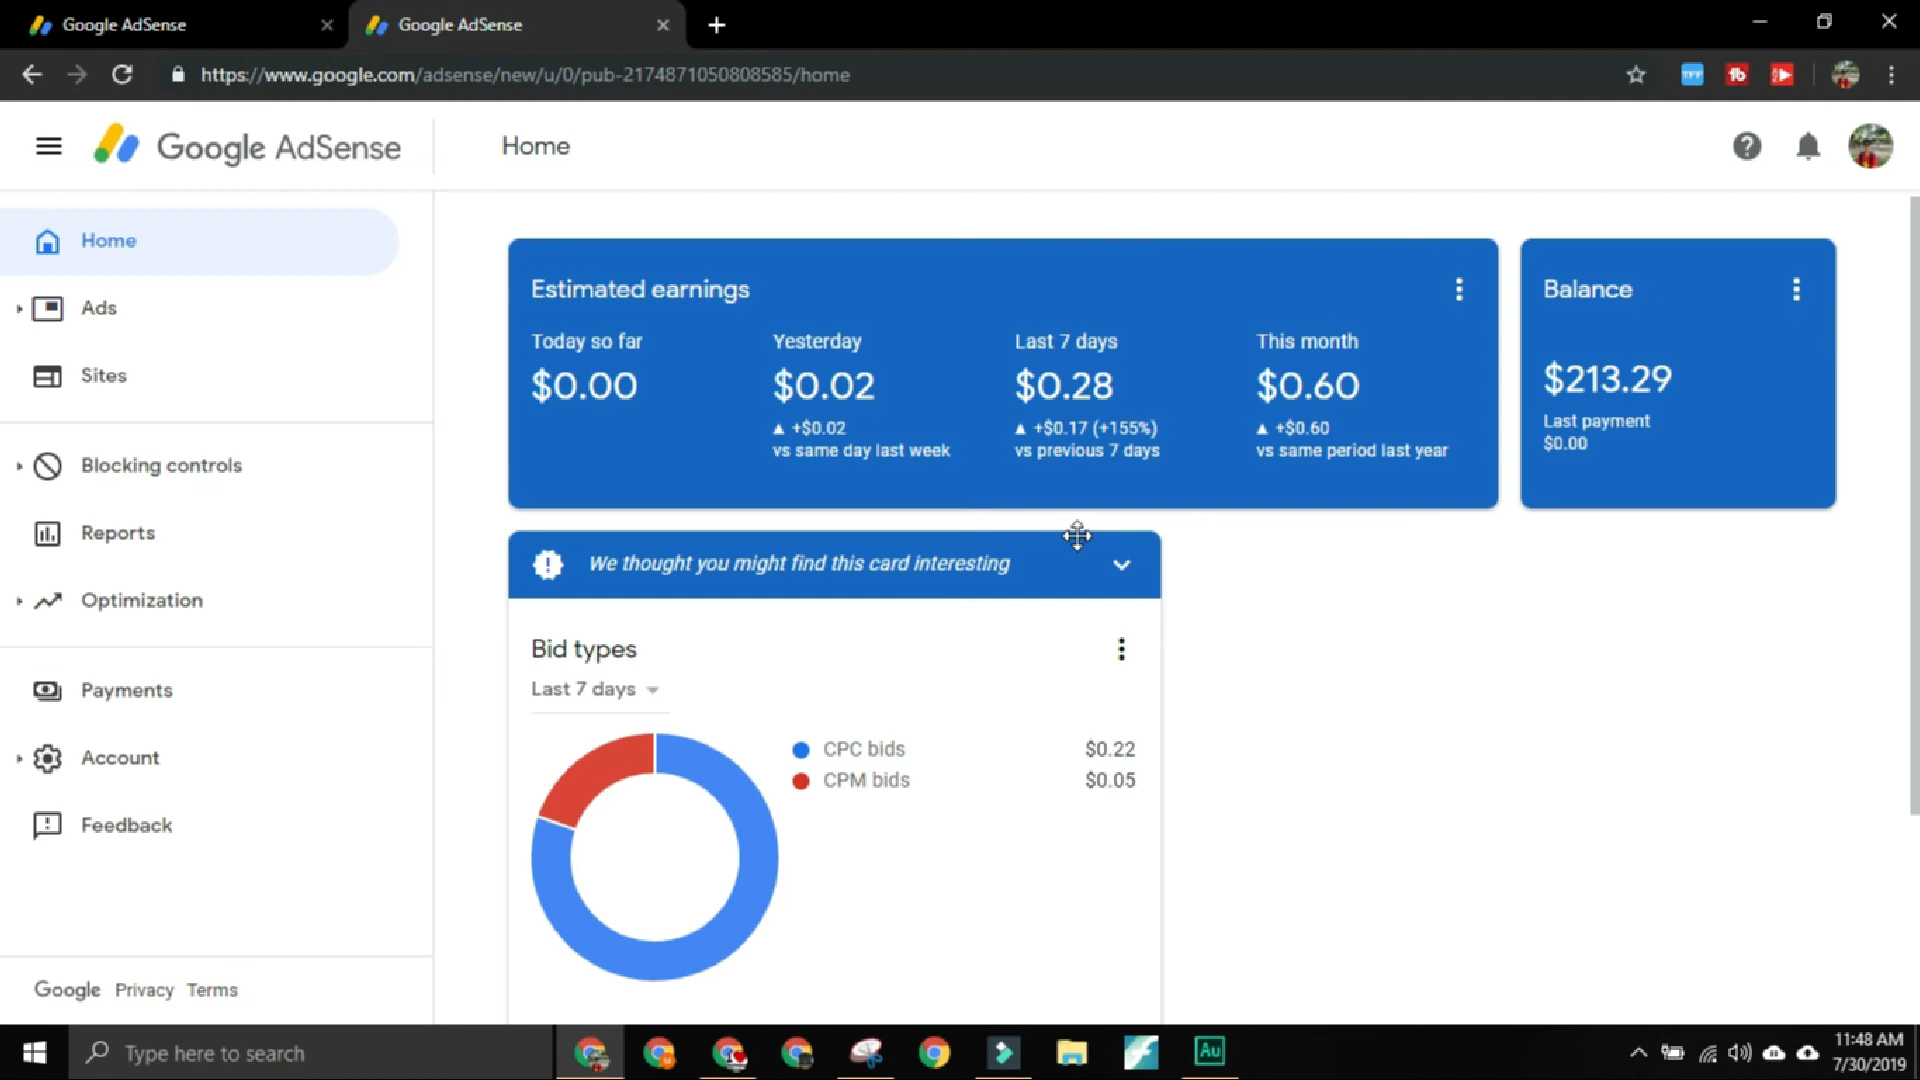 Google AdSense
Google AdSense
https://www.google.com/adsense/new/u/0/pub-2174871050808585/home
Google AdSense
Home
Home
Ads
Sites
Blocking controls
Reports
Optimization
Payments
Account
Feedback
Google Privacy Terms
Estimated earnings
Today so far
$0.00
Yesterday
$0.02
+$0.02
vs same day last week
Last 7 days
$0.28
+$0.17 (+155%)
vs previous 7 days
This month
$0.60
+$0.60
vs same period last year
Balance
$213.29
Last payment
$0.00
We thought you might find this card interesting
Bid types
Last 7 days
CPC bids $0.22
CPM bids $0.05
Type here to search
Au
11:48 AM
7/30/2019